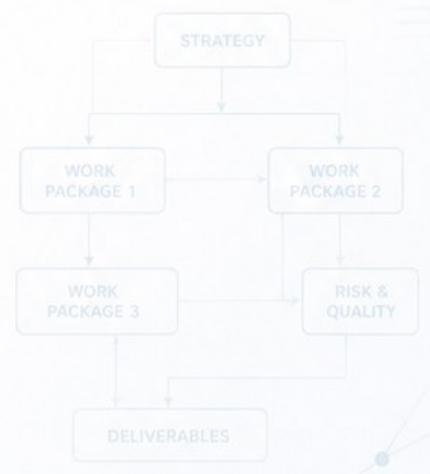 STRATEGY
WORK
PACKAGE 1
WORK
PACKAGE 2
WORK
PACKAGE 3
RISK &
QUALITY
DELIVERABLES